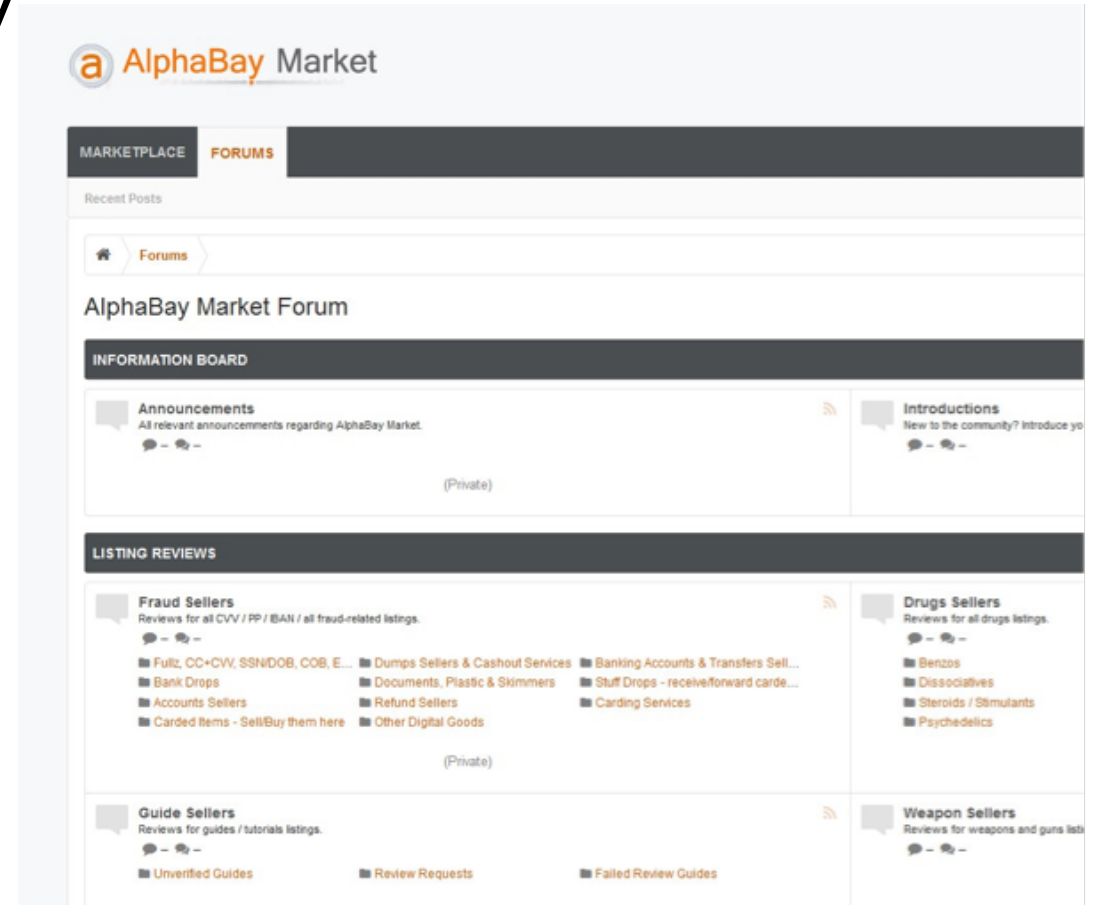 a AlphaBay Market
MARKETPLACE FORUMS
Recent Posts
Forums
AlphaBay Market Forum
INFORMATION BOARD
Announcements
All relevant announcemments regarding AlphaBay Market.
– –
(Private)
Introductions
New to the community? Introduce yo
– –
LISTING REVIEWS
Fraud Sellers
Reviews for all CVV / PP / IBAN / all fraud-related listings.
– –
Fullz, CC+CVV, SSN/DOB, COB, E... Dumps Sellers & Cashout Services Banking Accounts & Transfers Sell...
Bank Drops Documents, Plastic & Skimmers Stuff Drops - receive/forward carde...
Accounts Sellers Refund Sellers Carding Services
Carded Items - Sell/Buy them here Other Digital Goods
(Private)
Drugs Sellers
Reviews for all drugs listings.
– –
Benzos
Dissociatives
Steroids / Stimulants
Psychedelics
Guide Sellers
Reviews for guides / tutorials listings.
– –
Unverified Guides Review Requests Failed Review Guides
Weapon Sellers
Reviews for weapons and guns listi
– –